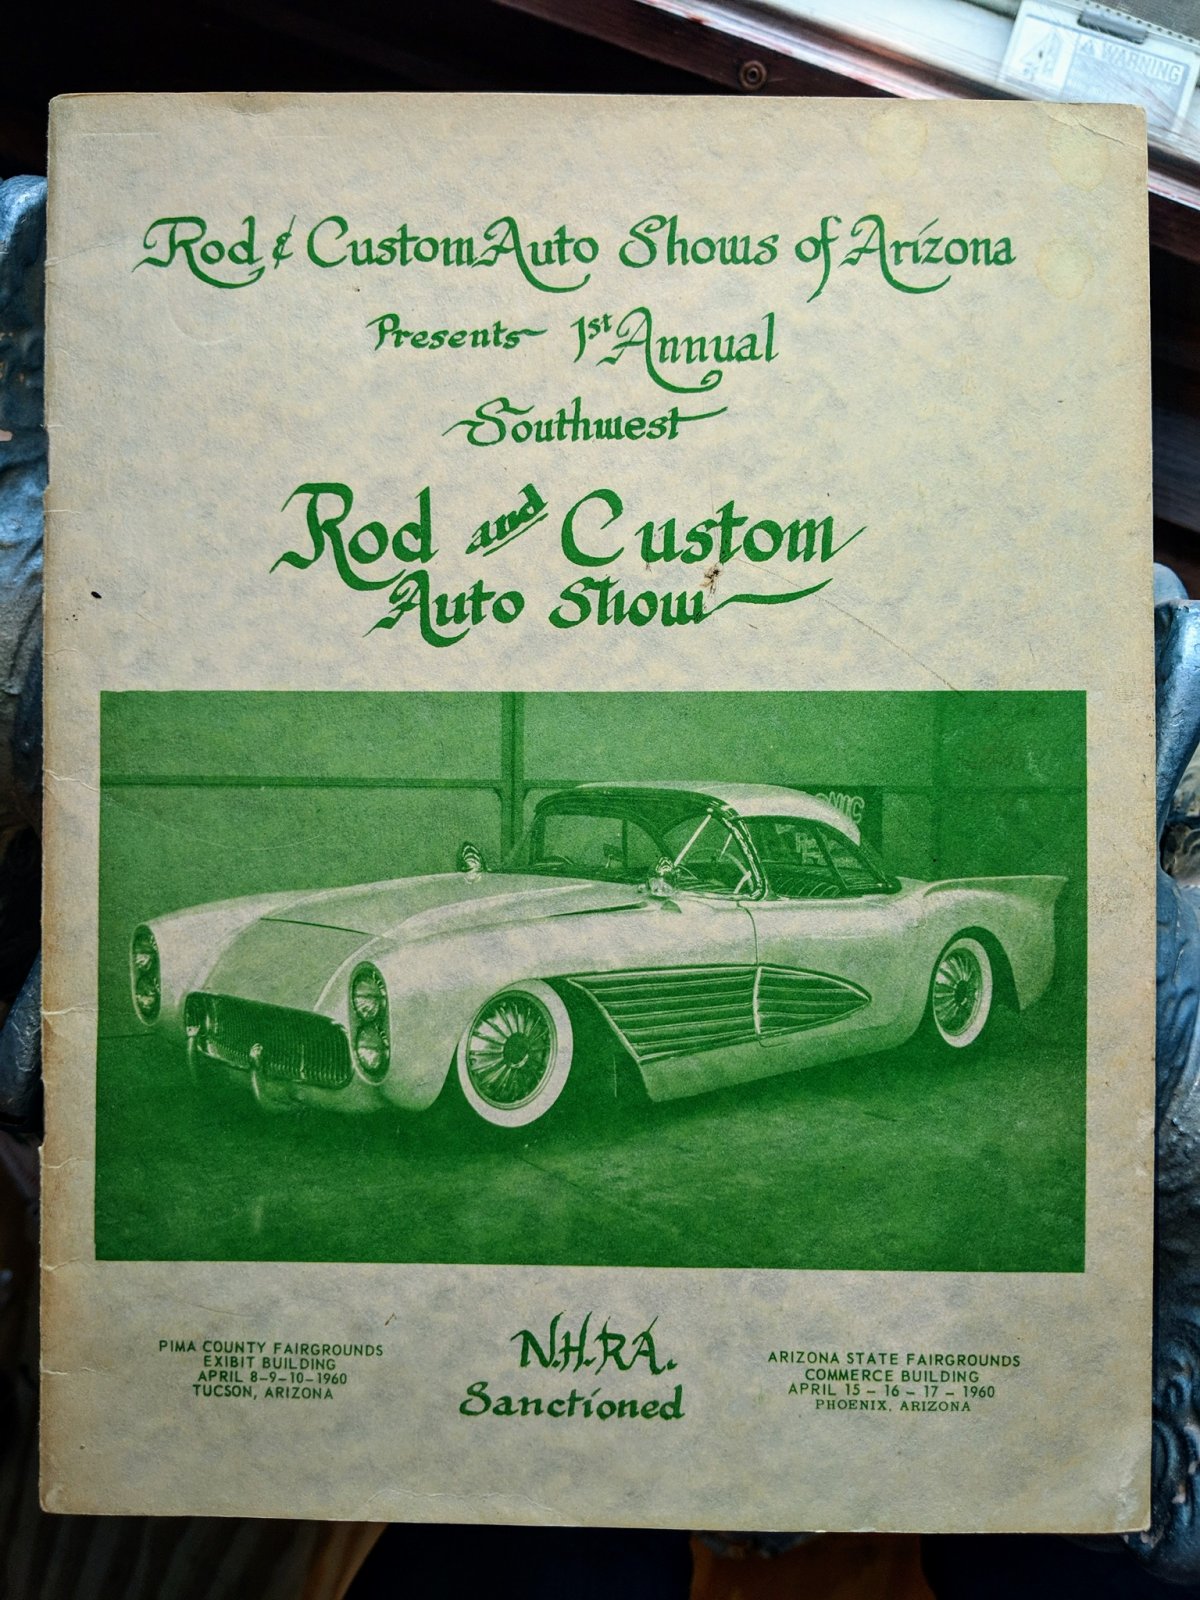 WARNING
Rod & Custom Auto Shows of Arizona
Presents 1st Annual
Southwest
Rod and Custom
Auto Show
N.H.R.A.
Sanctioned
PIMA COUNTY FAIRGROUNDS
EXIBIT BUILDING
APRIL 8-9-10-1960
TUCSON, ARIZONA
ARIZONA STATE FAIRGROUNDS
COMMERCE BUILDING
APRIL 15 - 16 - 17 - 1960
PHOENIX, ARIZONA